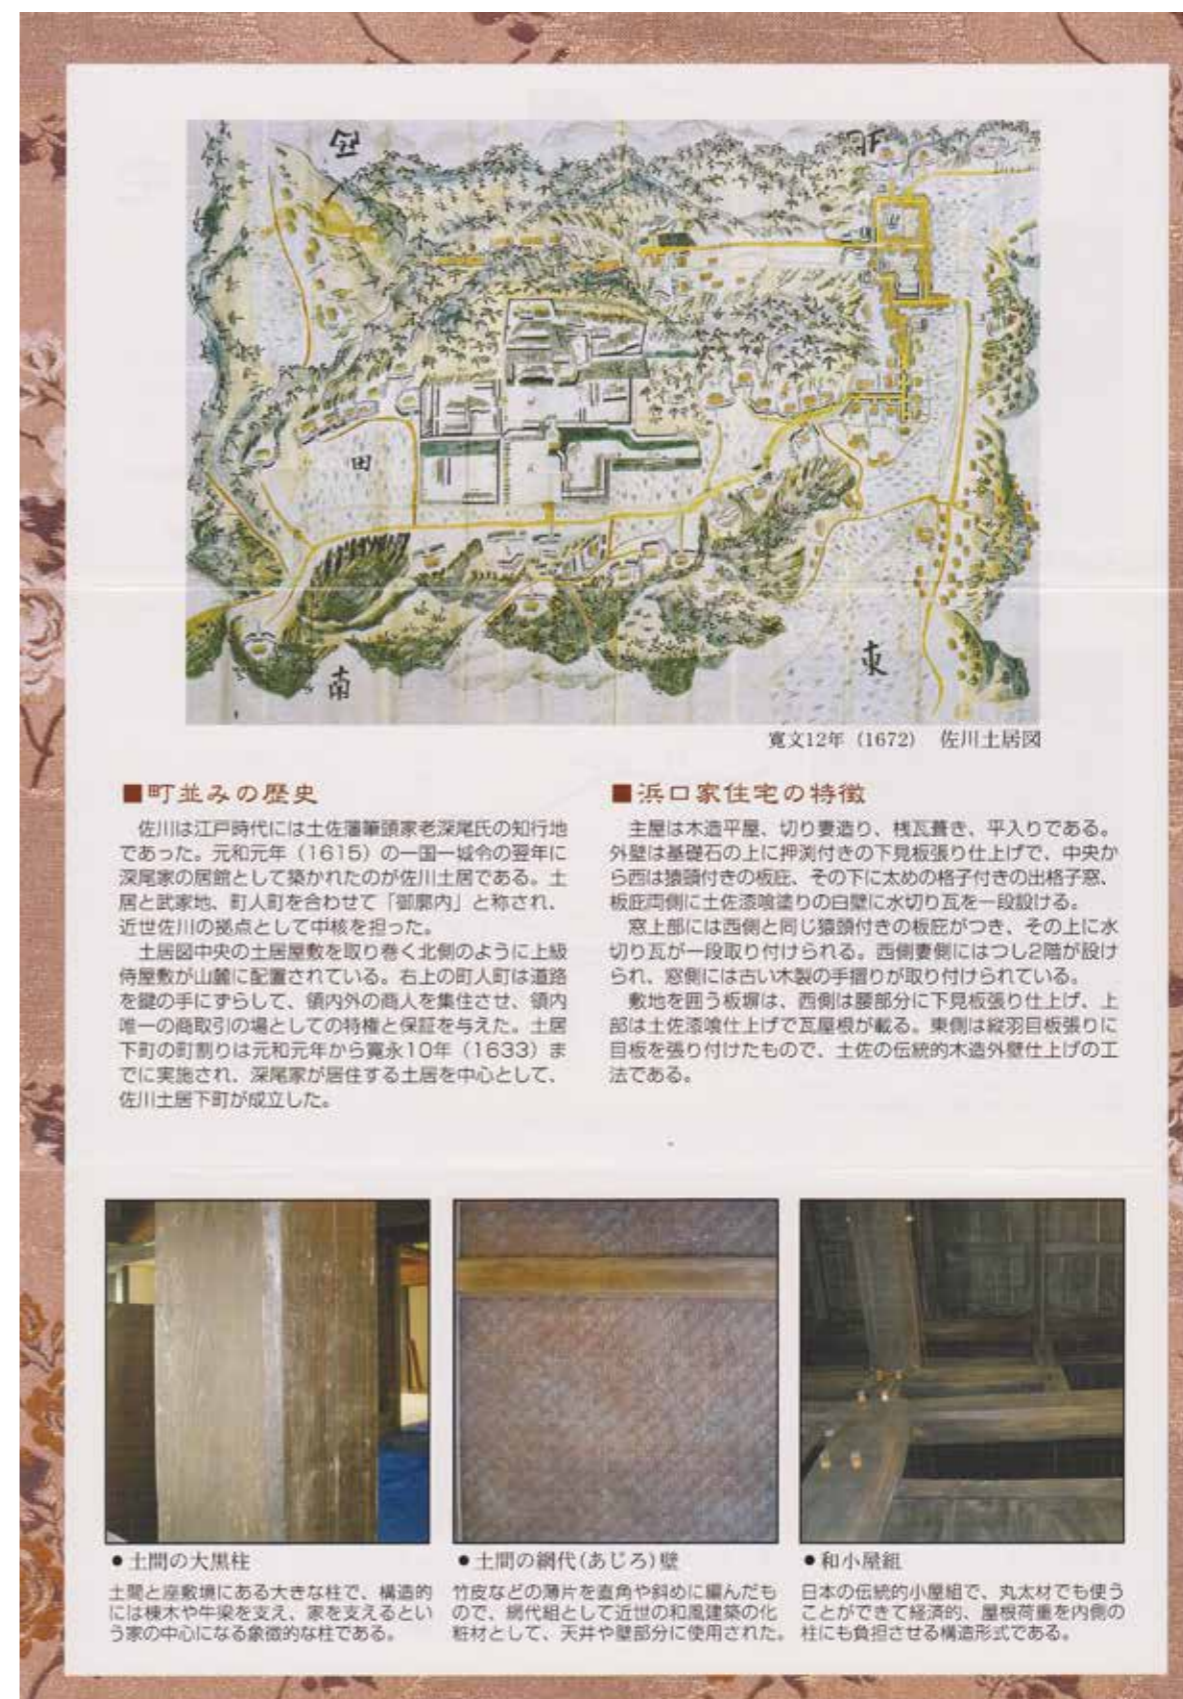 西
北
田
南
東
寛文12年(1672) 佐川土居図
■町並みの歴史
佐川は江戸時代には土佐藩筆頭家老深尾氏の知行地
であった。元和元年(1615)の一国一城令の翌年に
深尾家の居館として築かれたのが佐川土居である。土
居と武家地、町人町を合わせて「御郭内」と称され、
近世佐川の拠点として中核を担った。
土居図中央の土居屋敷を取り巻く北側のように上級
侍屋敷が山麓に配置されている。右上の町人町は道路
を鍵の手にずらして、領内外の商人を集住させ、領内
唯一の商取引の場としての特権と保証を与えた。土居
下町の町割りは元和元年から寛永10年(1633)ま
でに実施され、深尾家が居住する土居を中心として、
佐川土居下町が成立した。
■浜口家住宅の特徴
主屋は木造平屋、切り妻造り、桟瓦葺き、平入りである。
外壁は基礎石の上に押渕付きの下見板張り仕上げで、中央か
ら西は猿頭付きの板庇、その下に太めの格子付きの出格子窓、
板庇両側に土佐漆喰塗りの白壁に水切り瓦を一段設ける。
窓上部には西側と同じ猿頭付きの板庇がつき、その上に水
切り瓦が一段取り付けられる。西側妻側にはつし2階が設け
られ、窓側には古い木製の手摺りが取り付けられている。
敷地を囲う板塀は、西側は腰部分に下見板張り仕上げ、上
部は土佐漆喰仕上げで瓦屋根が載る。東側は縦羽目板張りに
目板を張り付けたもので、土佐の伝統的木造外壁仕上げの工
法である。
●土間の大黒柱
土間と座敷境にある大きな柱で、構造的
には棟木や牛梁を支え、家を支えるとい
う家の中心になる象徴的な柱である。
●土間の網代(あじろ)壁
竹皮などの薄片を直角や斜めに編んだも
ので、網代組として近世の和風建築の化
粧材として、天井や壁部分に使用された。
●和小屋組
日本の伝統的小屋組で、丸太材でも使う
ことができて経済的、屋根荷重を内側の
柱にも負担させる構造形式である。